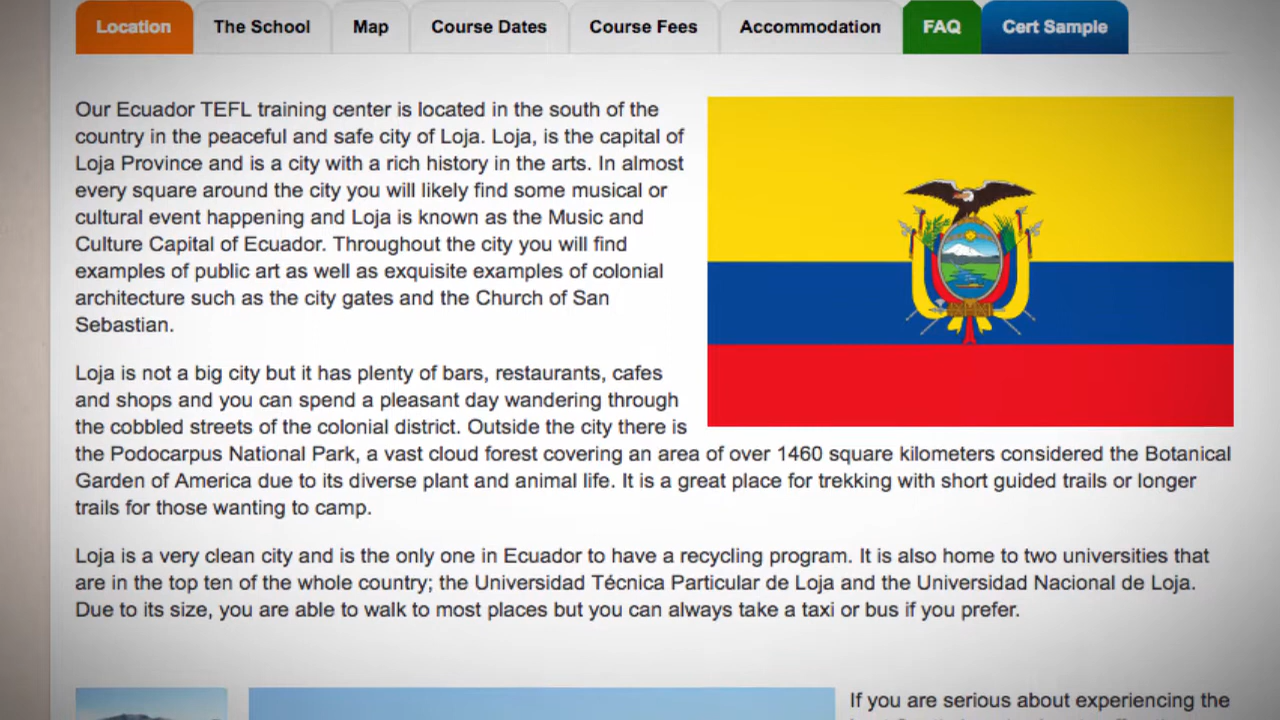 Location The School Map Course Dates Course Fees Accommodation FAQ Cert Sample
Our Ecuador TEFL training center is located in the south of the
country in the peaceful and safe city of Loja. Loja, is the capital of
Loja Province and is a city with a rich history in the arts. In almost
every square around the city you will likely find some musical or
cultural event happening and Loja is known as the Music and
Culture Capital of Ecuador. Throughout the city you will find
examples of public art as well as exquisite examples of colonial
architecture such as the city gates and the Church of San
Sebastian.
Loja is not a big city but it has plenty of bars, restaurants, cafes
and shops and you can spend a pleasant day wandering through
the cobbled streets of the colonial district. Outside the city there is
the Podocarpus National Park, a vast cloud forest covering an area of over 1460 square kilometers considered the Botanical
Garden of America due to its diverse plant and animal life. It is a great place for trekking with short guided trails or longer
trails for those wanting to camp.
Loja is a very clean city and is the only one in Ecuador to have a recycling program. It is also home to two universities that
are in the top ten of the whole country; the Universidad Técnica Particular de Loja and the Universidad Nacional de Loja.
Due to its size, you are able to walk to most places but you can always take a taxi or bus if you prefer.
If you are serious about experiencing the